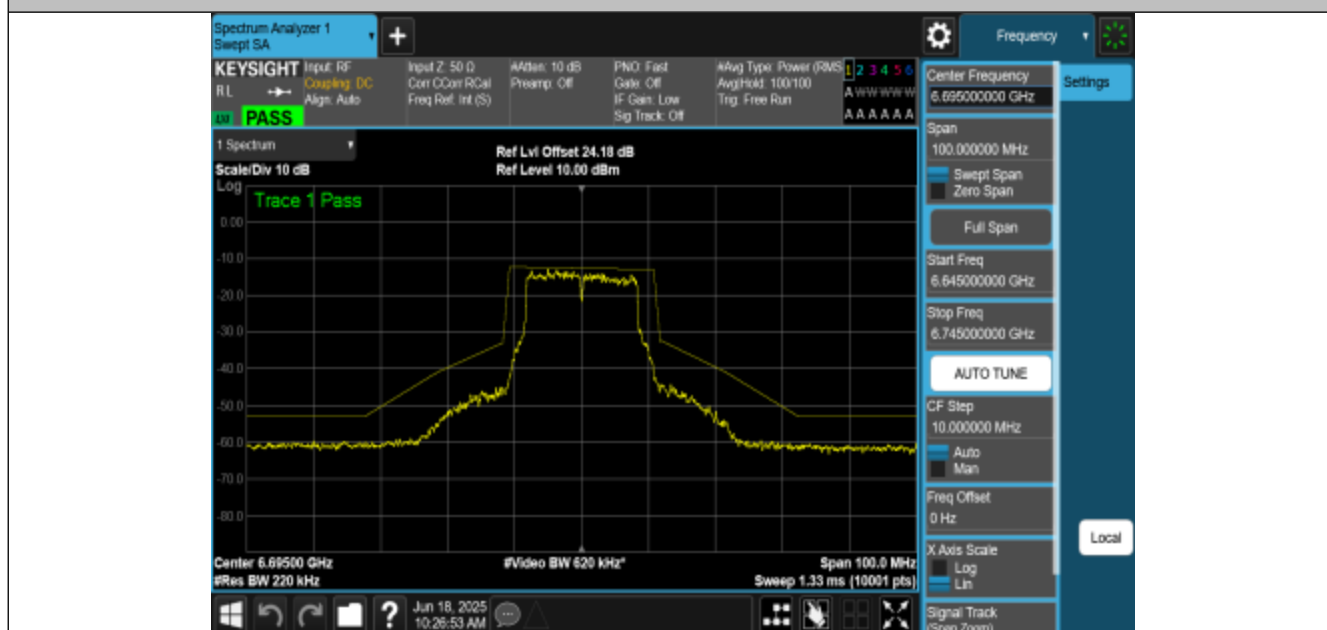 Spectrum Analyzer 1
Swept SA
+
Frequency
KEYSIGHT
RL
PASS
Input: RF
Coupling: DC
Align: Auto
Input Z: 50 Ω
Corr CCorr RCal
Freq Ref: Int (S)
#Atten: 10 dB
Preamp: Off
PNO: Fast
Gate: Off
IF Gain: Low
Sig Track: Off
#Avg Type: Power (RMS
Avg|Hold: 100/100
Trig: Free Run
1 2 3 4 5 6
A W W W W W
A A A A A A
1 Spectrum
Scale/Div 10 dB
Ref Lvl Offset 24.18 dB
Ref Level 10.00 dBm
Log
Trace 1 Pass
0.00
-10.0
-20.0
-30.0
-40.0
-50.0
-60.0
-70.0
-80.0
Center 6.69500 GHz
#Video BW 620 kHz*
Span 100.0 MHz
#Res BW 220 kHz
Sweep 1.33 ms (10001 pts)
Center Frequency
6.695000000 GHz
Settings
Span
100.000000 MHz
Swept Span
Zero Span
Full Span
Start Freq
6.645000000 GHz
Stop Freq
6.745000000 GHz
AUTO TUNE
CF Step
10.000000 MHz
Auto
Man
Freq Offset
0 Hz
X Axis Scale
Log
Lin
Local
Signal Track
(Span Zoom)
?
Jun 18, 2025
10:26:53 AM